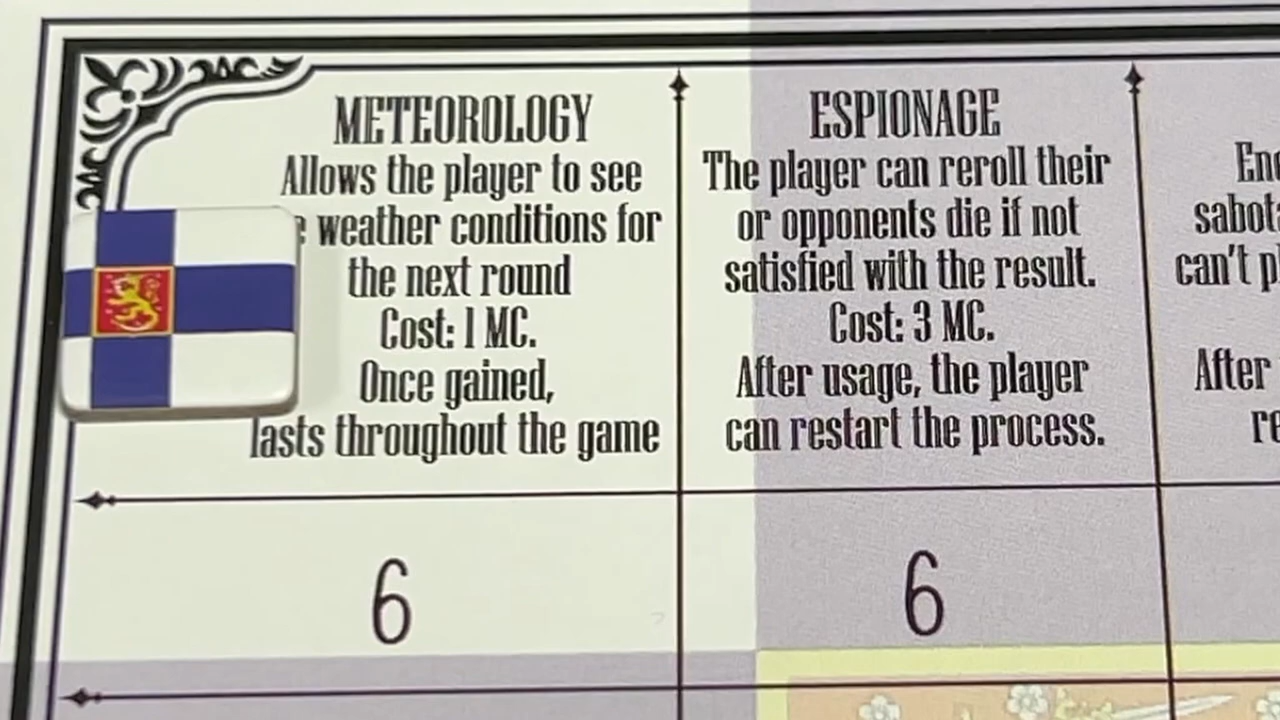 METEOROLOGY
Allows the player to see
weather conditions for
the next round
Cost: 1 MC.
Once gained,
lasts throughout the game
6
ESPIONAGE
The player can reroll their
or opponents die if not
satisfied with the result.
Cost: 3 MC.
After usage, the player
can restart the process.
6
can't
After